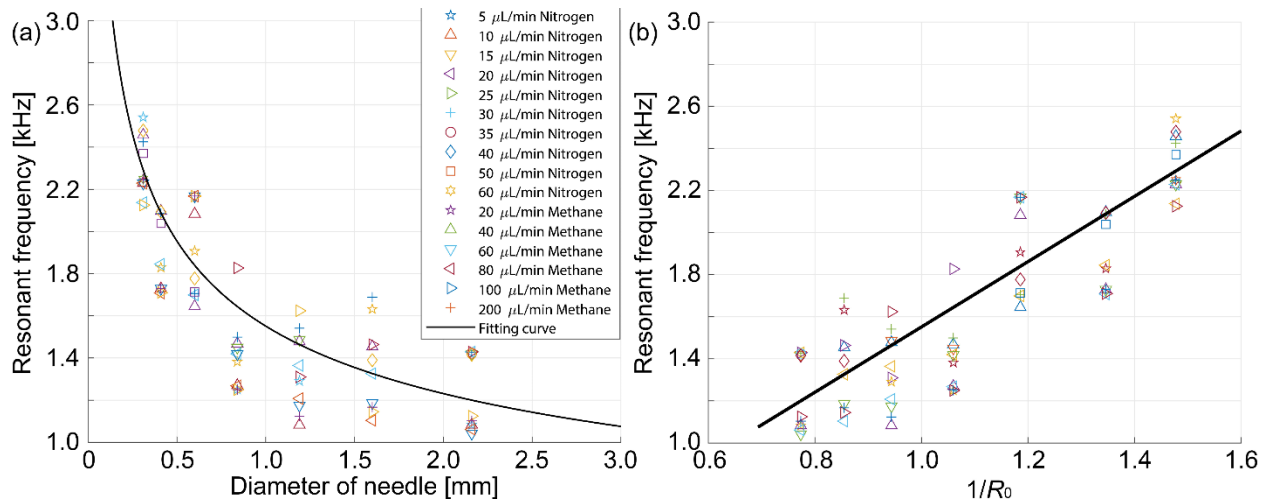 (a)
Resonant frequency [kHz]
3.0
2.6
2.2
1.8
1.4
1.0
0
0.5
1.0
1.5
2.0
2.5
3.0
Diameter of needle [mm]
5 μL/min Nitrogen
10 μL/min Nitrogen
15 μL/min Nitrogen
20 μL/min Nitrogen
25 μL/min Nitrogen
30 μL/min Nitrogen
35 μL/min Nitrogen
40 μL/min Nitrogen
50 μL/min Nitrogen
60 μL/min Nitrogen
20 μL/min Methane
40 μL/min Methane
60 μL/min Methane
80 μL/min Methane
100 μL/min Methane
200 μL/min Methane
Fitting curve
(b)
Resonant frequency [kHz]
3.0
2.6
2.2
1.8
1.4
1.0
0.6
0.8
1.0
1.2
1.4
1.6
1/R0